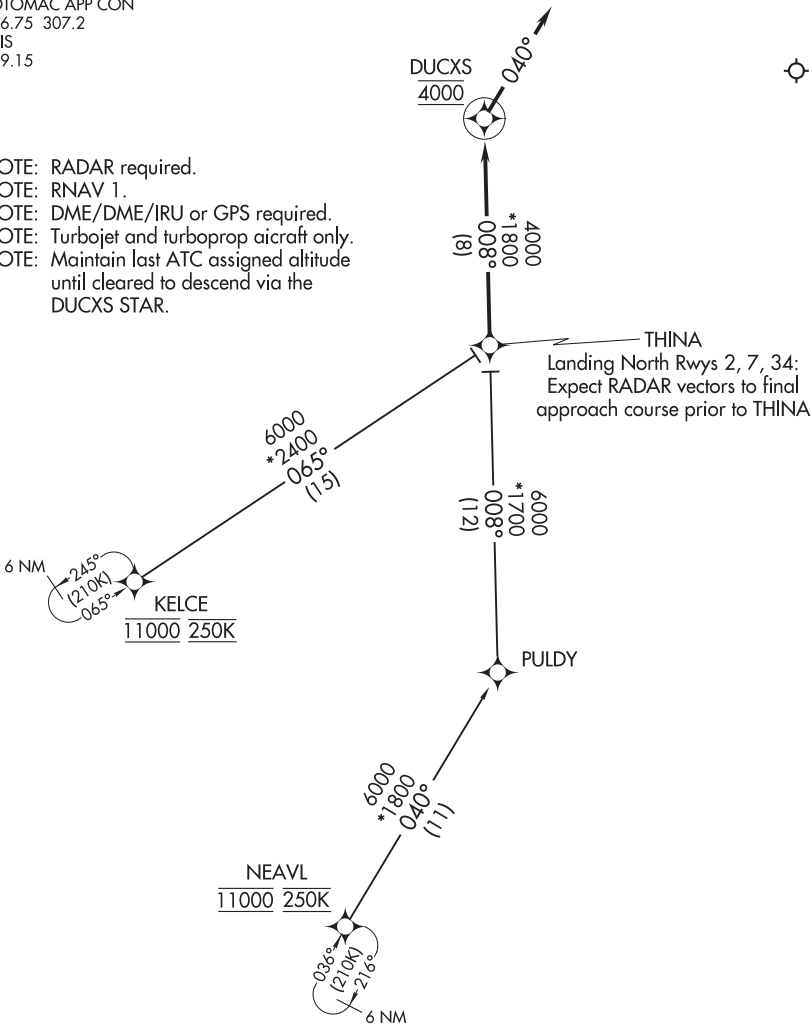 OTOMAC APP CON
6.75 307.2
IS
9.15
DUCXS
4000
040°
OTE: RADAR required.
OTE: RNAV 1.
OTE: DME/DME/IRU or GPS required.
OTE: Turbojet and turboprop aicraft only.
OTE: Maintain last ATC assigned altitude
until cleared to descend via the
DUCXS STAR.
4000
*1800
008°
(8)
THINA
Landing North Rwys 2, 7, 34:
Expect RADAR vectors to final
approach course prior to THINA
6000
*2400
065°
(15)
6000
*1700
008°
(12)
6 NM
245°
(210K)
065°
KELCE
11000 250K
PULDY
6000
*1800
040°
(11)
NEAVL
11000 250K
036°
(210K)
216°
6 NM